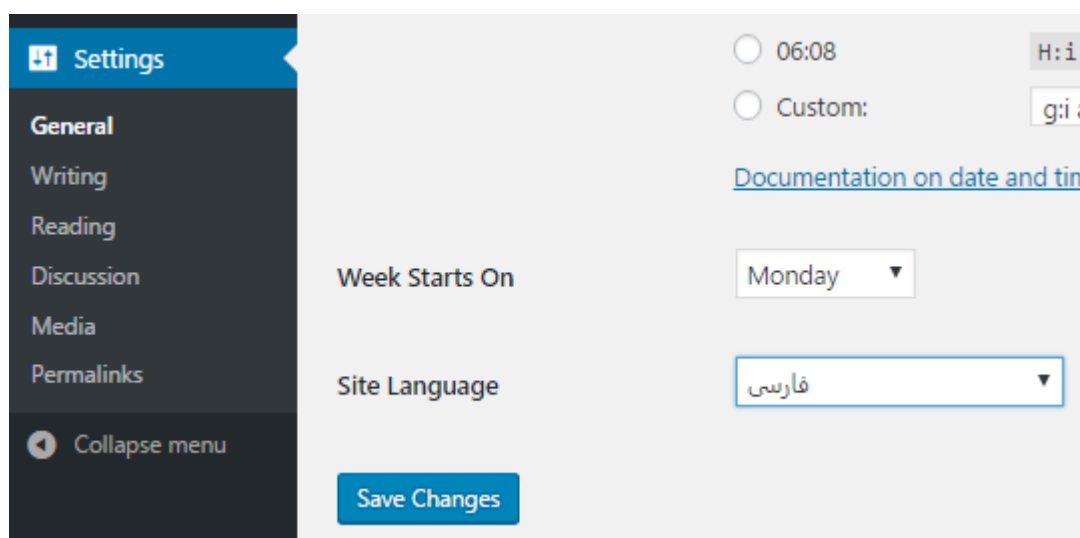 Settings
General
Writing
Reading
Discussion
Media
Permalinks
Collapse menu
06:08 H:i
Custom: g:i
Documentation on date and
Week Starts On Monday
Site Language فارسی
Save Changes